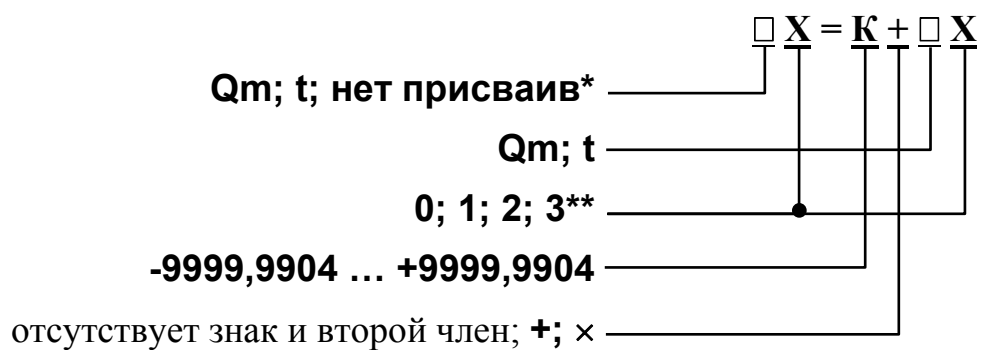 □ X = К + □ X
Qm; t; нет присваив*
Qm; t
0; 1; 2; 3**
-9999,9904 … +9999,9904
отсутствует знак и второй член; +; ×